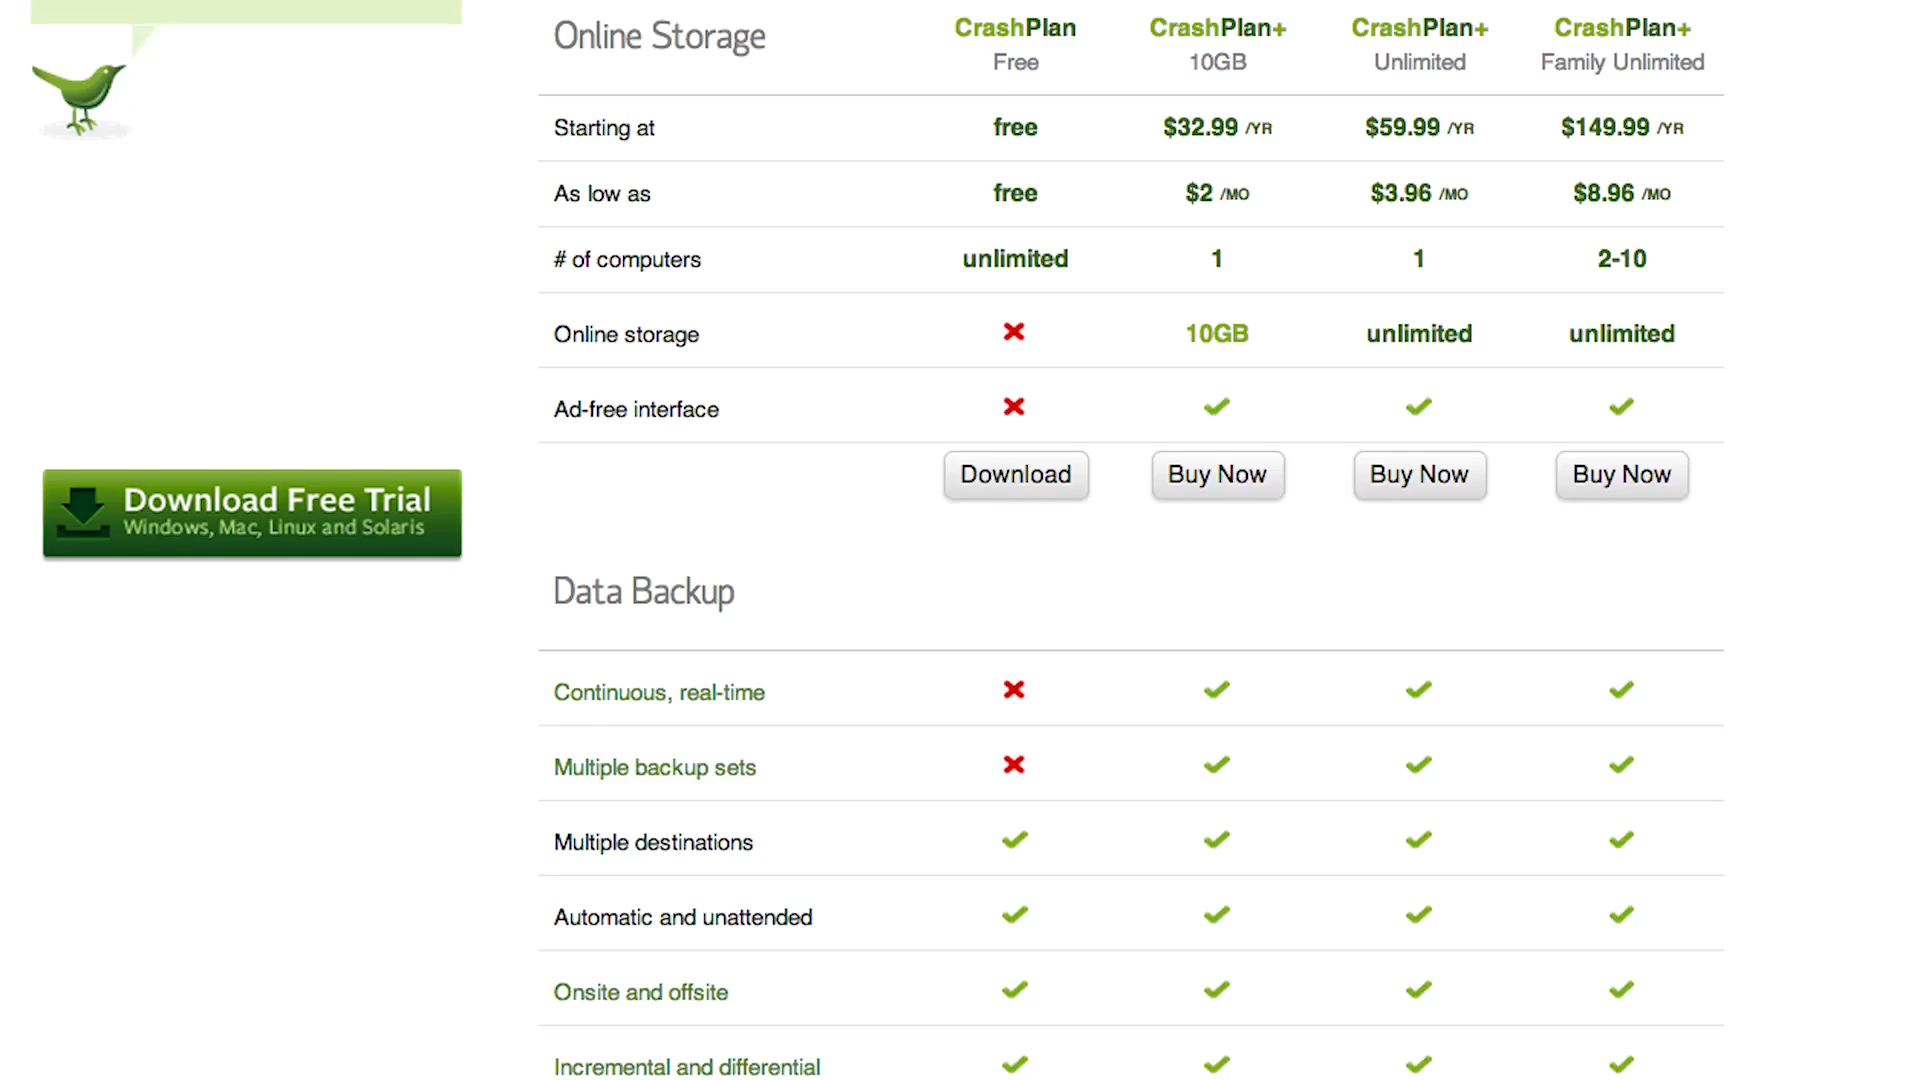 Online Storage CrashPlan CrashPlan+ CrashPlan+ CrashPlan+
Free 10GB Unlimited Family Unlimited
Starting at free $32.99 /YR $59.99 /YR $149.99 /YR
As low as free $2 /MO $3.96 /MO $8.96 /MO
# of computers unlimited 1 1 2-10
Online storage 10GB unlimited unlimited
Ad-free interface
Download Buy Now Buy Now Buy Now
Download Free Trial
Windows, Mac, Linux and Solaris
Data Backup
Continuous, real-time
Multiple backup sets
Multiple destinations
Automatic and unattended
Onsite and offsite
Incremental and differential